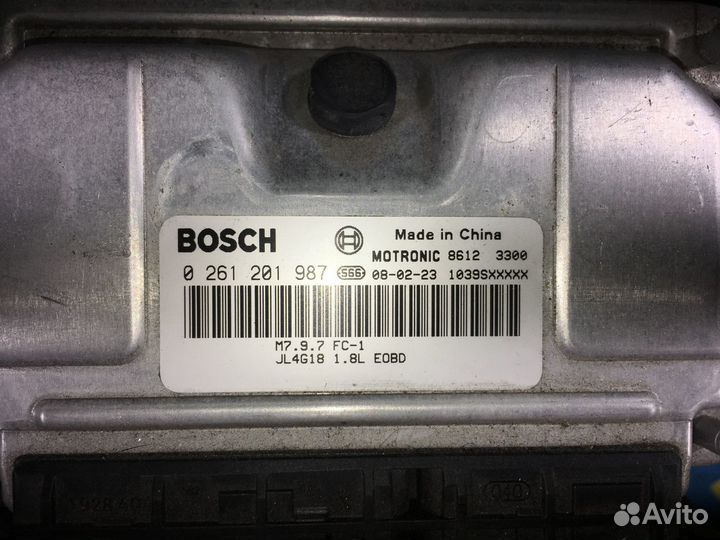 BOSCH
Made in China
MOTRONIC 8612 3300
0 261 201 987 SGG 08-02-23 1039SXXXXX
M7.9.7 FC-1
JL4G18 1.8L EOBD
Avito